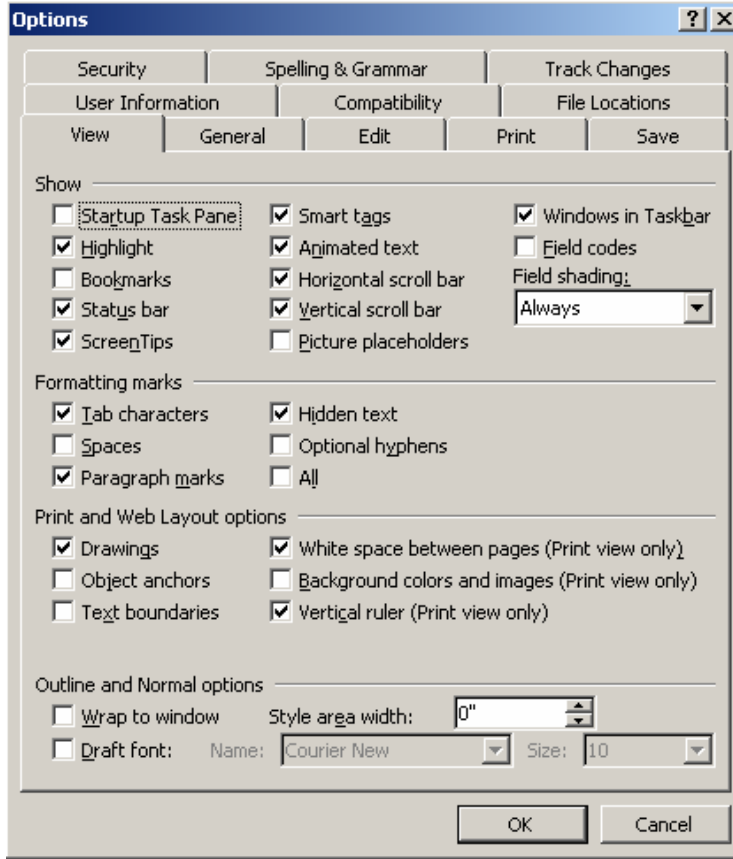 Options
Security Spelling & Grammar Track Changes
User Information Compatibility File Locations
View General Edit Print Save
Show
Startup Task Pane Smart tags Windows in Taskbar
Highlight Animated text Field codes
Bookmarks Horizontal scroll bar Field shading:
Status bar Vertical scroll bar Always
ScreenTips Picture placeholders
Formatting marks
Tab characters Hidden text
Spaces Optional hyphens
Paragraph marks All
Print and Web Layout options
Drawings White space between pages (Print view only)
Object anchors Background colors and images (Print view only)
Text boundaries Vertical ruler (Print view only)
Outline and Normal options
Wrap to window Style area width: 0"
Draft font: Name: Courier New Size: 10
OK Cancel